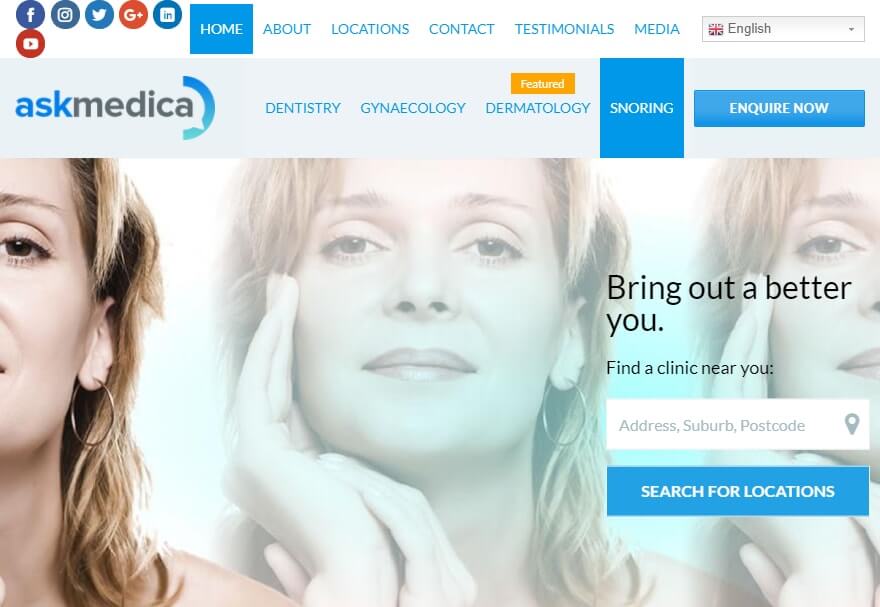 HOME ABOUT LOCATIONS CONTACT TESTIMONIALS MEDIA English
askmedica
Featured
DENTISTRY GYNAECOLOGY DERMATOLOGY SNORING ENQUIRE NOW
Bring out a better
you.
Find a clinic near you:
Address, Suburb, Postcode
SEARCH FOR LOCATIONS